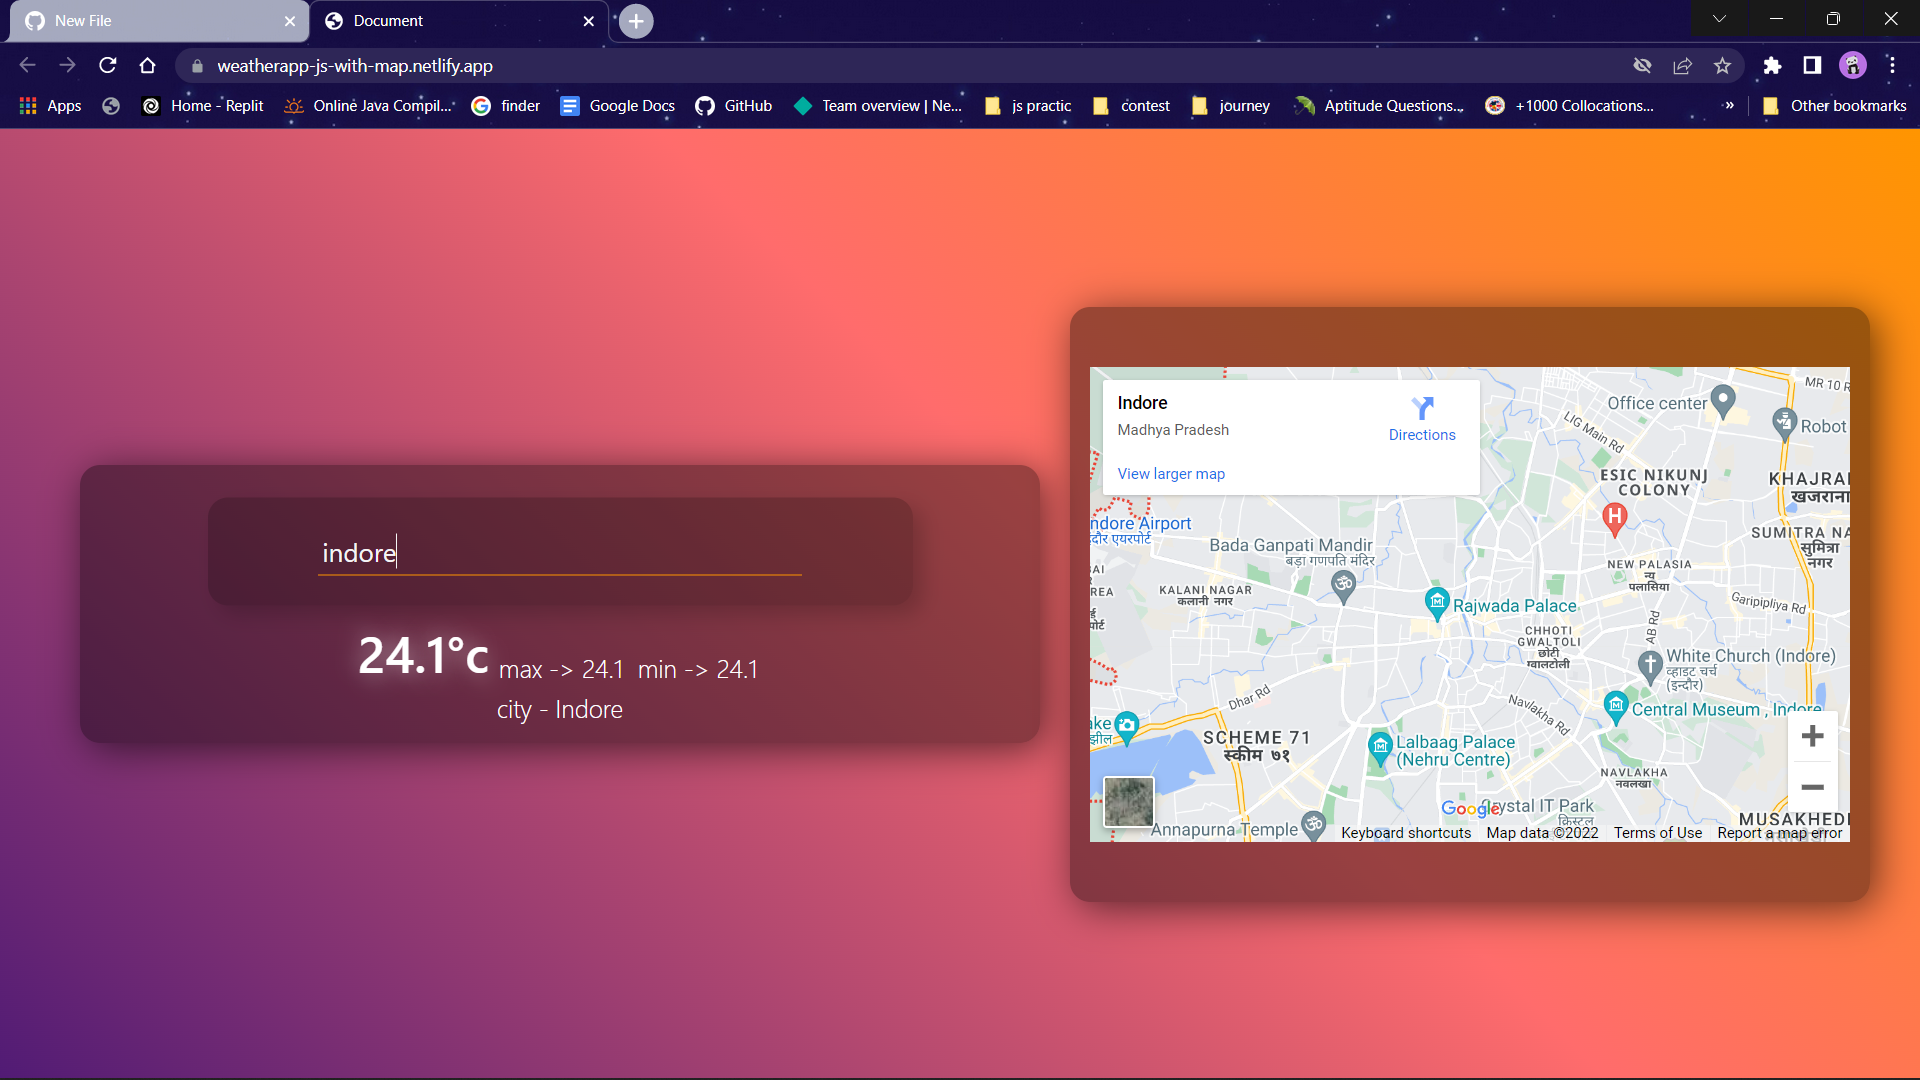 New File
Document
weatherapp-js-with-map.netlify.app
Apps
Home - Replit
Online Java Compil...
finder
Google Docs
GitHub
Team overview | Ne...
js practic
contest
journey
Aptitude Questions...
+1000 Collocations...
»
Other bookmarks
indore
24.1°c max -> 24.1 min -> 24.1
city - Indore
Indore
Madhya Pradesh
Directions
View larger map
Office center
MR 10 R
LIG Main Rd
Robot
ESIC NIKUNJ
COLONY
KHAJRA
खजराना
H
ndore Airport
दौर एयरपोर्ट
Bada Ganpati Mandir
बड़ा गणपति मंदिर
SUMITRA NA
सुमित्रा
नगर
NEW PALASIA
न्यू
पलासिया
KALANI NAGAR
कलानी नगर
Rajwada Palace
Garipipliya Rd
CHHOTI
GWALTOLI
छोटी
ग्वालटोली
AB Rd
White Church (Indore)
व्हाइट चर्च
(इन्दौर)
Dhar Rd
Navlakha Rd
Central Museum , Indore
ake
झील
SCHEME 71
स्कीम ७१
Lalbaag Palace
(Nehru Centre)
NAVLAKHA
नवलखा
Google
Crystal IT Park
क्रिस्टल
MUSAKHEDI
Annapurna Temple
Keyboard shortcuts
Map data ©2022
Terms of Use
Report a map error